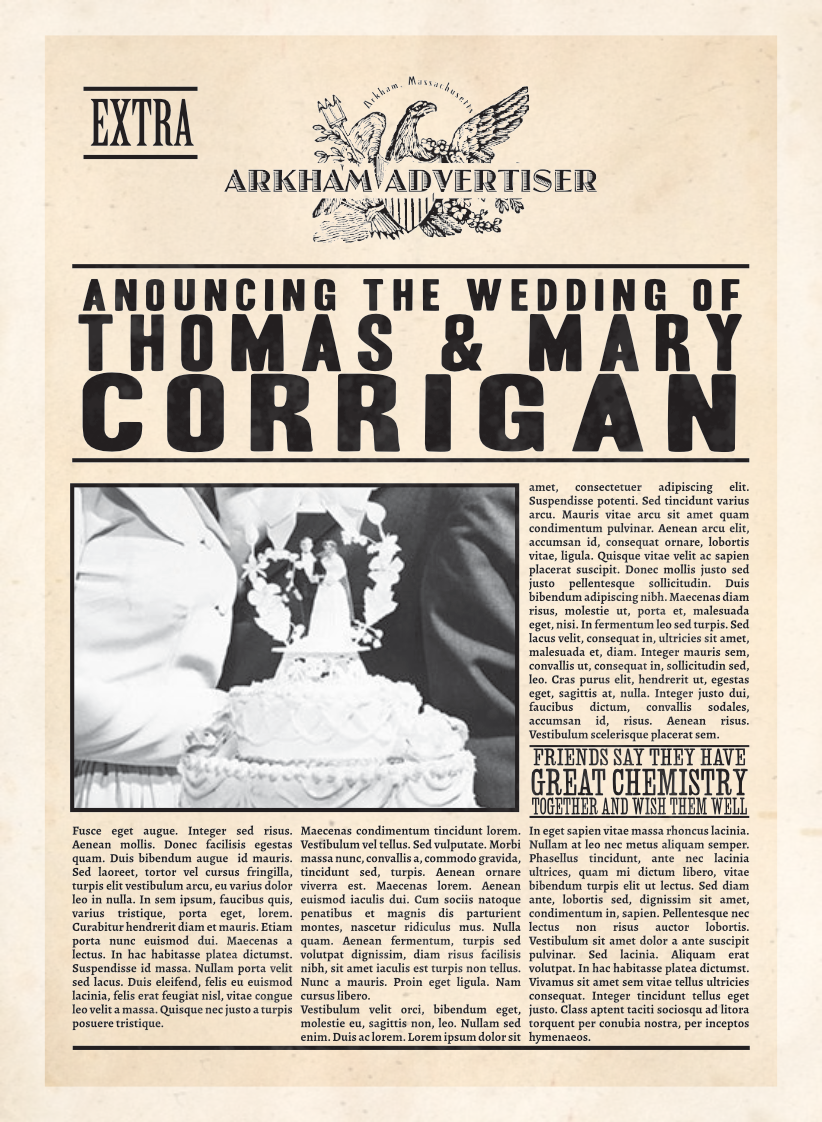 EXTRA
Arkham, Massachusetts
ARKHAM ADVERTISER
ANOUNCING THE WEDDING OF
THOMAS & MARY
CORRIGAN
Fusce eget augue. Integer sed risus.
Aenean mollis. Donec facilisis egestas
quam. Duis bibendum augue id mauris.
Sed laoreet, tortor vel cursus fringilla,
turpis elit vestibulum arcu, eu varius dolor
leo in nulla. In sem ipsum, faucibus quis,
varius tristique, porta eget, lorem.
Curabitur hendrerit diam et mauris. Etiam
porta nunc euismod dui. Maecenas a
lectus. In hac habitasse platea dictumst.
Suspendisse id massa. Nullam porta velit
sed lacus. Duis eleifend, felis eu euismod
lacinia, felis erat feugiat nisl, vitae congue
leo velit a massa. Quisque nec justo a turpis
posuere tristique.
Maecenas condimentum tincidunt lorem.
Vestibulum vel tellus. Sed vulputate. Morbi
massa nunc, convallis a, commodo gravida,
tincidunt sed, turpis. Aenean ornare
viverra est. Maecenas lorem. Aenean
euismod iaculis dui. Cum sociis natoque
penatibus et magnis dis parturient
montes, nascetur ridiculus mus. Nulla
quam. Aenean fermentum, turpis sed
volutpat dignissim, diam risus facilisis
nibh, sit amet iaculis est turpis non tellus.
Nunc a mauris. Proin eget ligula. Nam
cursus libero.
Vestibulum velit orci, bibendum eget,
molestie eu, sagittis non, leo. Nullam sed
enim. Duis ac lorem. Lorem ipsum dolor sit
amet, consectetuer adipiscing elit.
Suspendisse potenti. Sed tincidunt varius
arcu. Mauris vitae arcu sit amet quam
condimentum pulvinar. Aenean arcu elit,
accumsan id, consequat ornare, lobortis
vitae, ligula. Quisque vitae velit ac sapien
placerat suscipit. Donec mollis justo sed
justo pellentesque sollicitudin. Duis
bibendum adipiscing nibh. Maecenas diam
risus, molestie ut, porta et, malesuada
eget, nisi. In fermentum leo sed turpis. Sed
lacus velit, consequat in, ultricies sit amet,
malesuada et, diam. Integer mauris sem,
convallis ut, consequat in, sollicitudin sed,
leo. Cras purus elit, hendrerit ut, egestas
eget, sagittis at, nulla. Integer justo dui,
faucibus dictum, convallis sodales,
accumsan id, risus. Aenean risus.
Vestibulum scelerisque placerat sem.
FRIENDS SAY THEY HAVE
GREAT CHEMISTRY
TOGETHER AND WISH THEM WELL
In eget sapien vitae massa rhoncus lacinia.
Nullam at leo nec metus aliquam semper.
Phasellus tincidunt, ante nec lacinia
ultrices, quam mi dictum libero, vitae
bibendum turpis elit ut lectus. Sed diam
ante, lobortis sed, dignissim sit amet,
condimentum in, sapien. Pellentesque nec
lectus non risus auctor lobortis.
Vestibulum sit amet dolor a ante suscipit
pulvinar. Sed lacinia. Aliquam erat
volutpat. In hac habitasse platea dictumst.
Vivamus sit amet sem vitae tellus ultricies
consequat. Integer tincidunt tellus eget
justo. Class aptent taciti sociosqu ad litora
torquent per conubia nostra, per inceptos
hymenaeos.